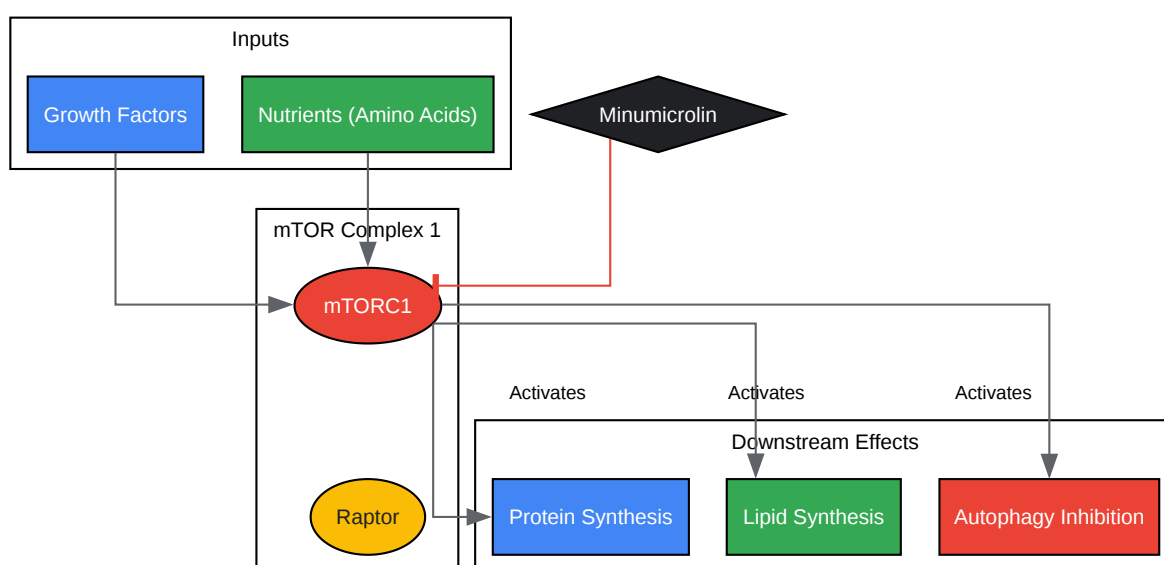 Inputs
Growth Factors
Nutrients (Amino Acids)
Minumicrolin
mTOR Complex 1
mTORC1
Activates
Activates
Activates
Downstream Effects
Raptor
Protein Synthesis
Lipid Synthesis
Autophagy Inhibition